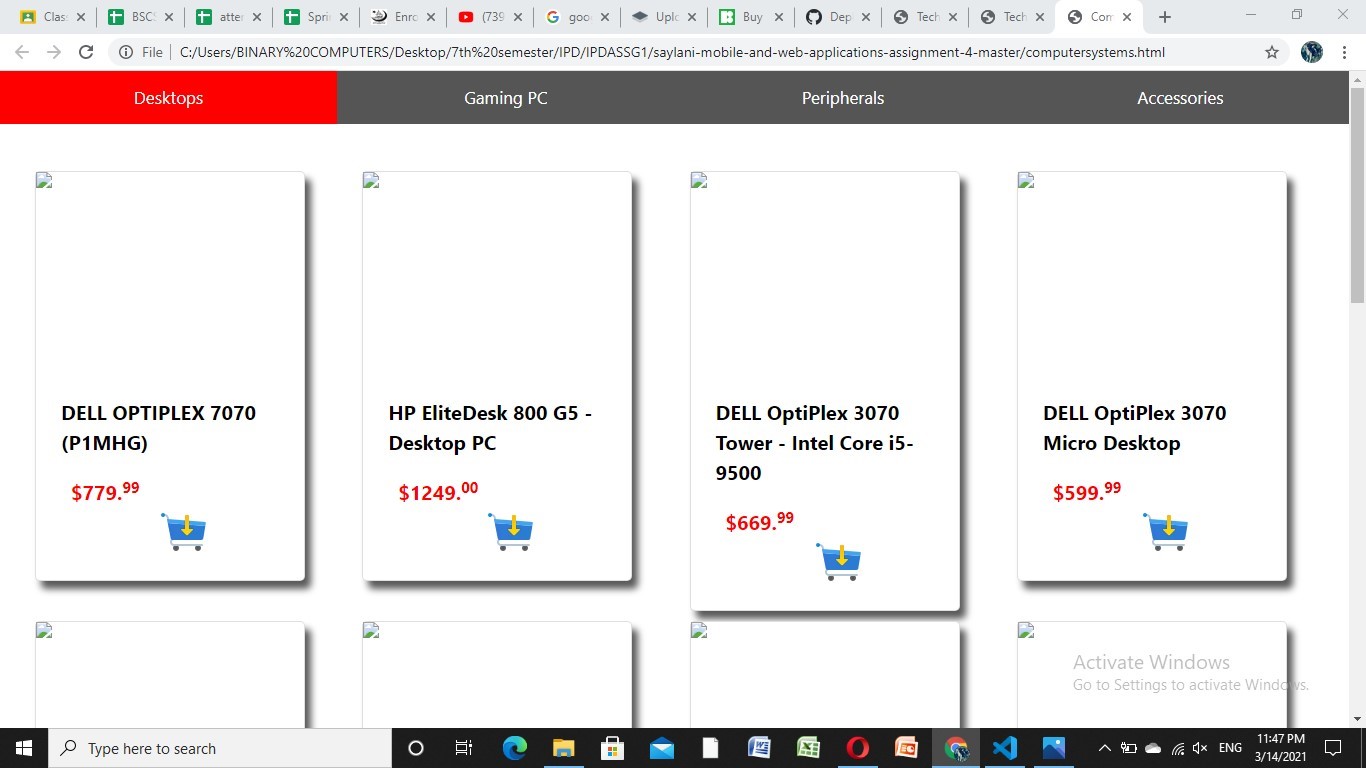 Class
BSCS
atter
Spri
Enro
(739
goo
Uplo
Buy
Dep
Tech
Tech
Com
File
C:/Users/BINARY%20COMPUTERS/Desktop/7th%20semester/IPD/IPDASSG1/saylani-mobile-and-web-applications-assignment-4-master/computersystems.html
Desktops Gaming PC Peripherals Accessories
DELL OPTIPLEX 7070
(P1MHG)
$779.99
HP EliteDesk 800 G5 -
Desktop PC
$1249.00
DELL OptiPlex 3070
Tower - Intel Core i5-
9500
$669.99
DELL OptiPlex 3070
Micro Desktop
$599.99
Activate Windows
Go to Settings to activate Windows.
Type here to search
ENG
11:47 PM
3/14/2021